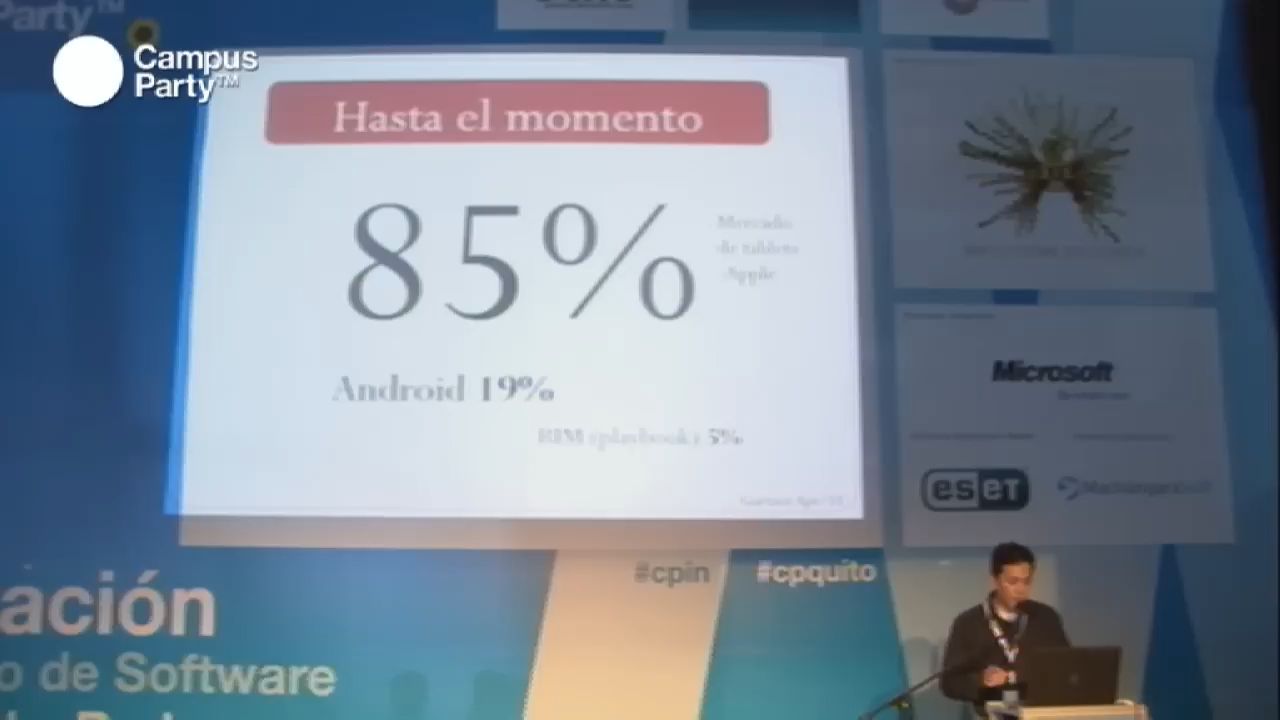 Party™
Campus
Party™
Hasta el momento
85%
Mercado
de tablets
Apple
Android 19%
RIM (playbook) 5%
Microsoft
eset
#cpin
#cpquito
ación
o de Software